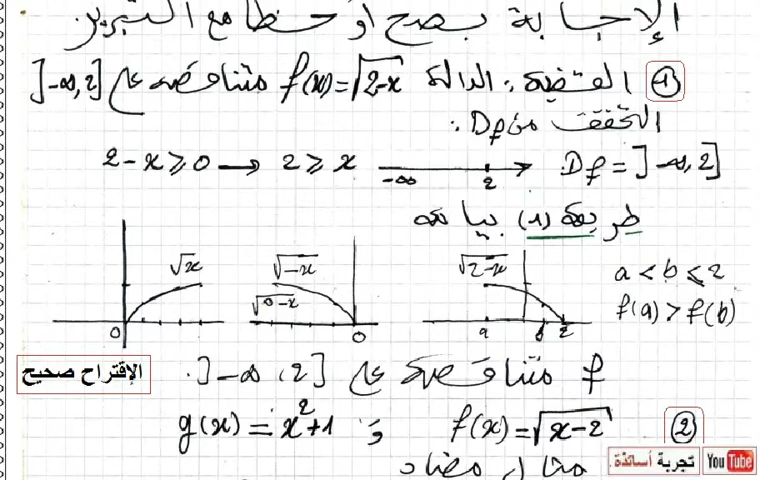 الإجابة بصح أو خطأ مع التبرير
① القضية: الدالة f(x)=√(2-x) متناقصة على ]-∞,2]
التحقق من Df:
2-x⩾0 → 2⩾x -∞ 2 Df=]-∞,2]
طريقة (1) بيانية
√x 0
√-x √0-x 0
√2-x a b 2
a<b⩽2
f(a)>f(b)
f متناقصة على ]-∞,2].
الإقتراح صحيح
② f(x)=√(x-2) و g(x)=x²+1
مثال مضاد
تجربة أساتذة. YouTube